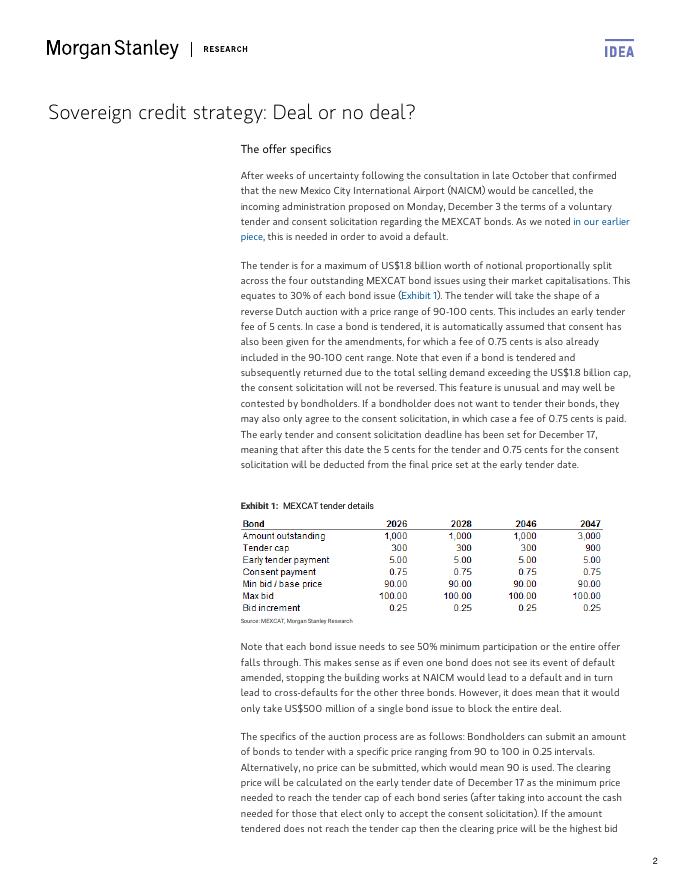 Morgan Stanley | RESEARCH
IDEA
Sovereign credit strategy: Deal or no deal?
The offer specifics
After weeks of uncertainty following the consultation in late October that confirmed
that the new Mexico City International Airport (NAICM) would be cancelled, the
incoming administration proposed on Monday, December 3 the terms of a voluntary
tender and consent solicitation regarding the MEXCAT bonds. As we noted in our earlier
piece, this is needed in order to avoid a default.
The tender is for a maximum of US$1.8 billion worth of notional proportionally split
across the four outstanding MEXCAT bond issues using their market capitalisations. This
equates to 30% of each bond issue (Exhibit 1). The tender will take the shape of a
reverse Dutch auction with a price range of 90-100 cents. This includes an early tender
fee of 5 cents. In case a bond is tendered, it is automatically assumed that consent has
also been given for the amendments, for which a fee of 0.75 cents is also already
included in the 90-100 cent range. Note that even if a bond is tendered and
subsequently returned due to the total selling demand exceeding the US$1.8 billion cap,
the consent solicitation will not be reversed. This feature is unusual and may well be
contested by bondholders. If a bondholder does not want to tender their bonds, they
may also only agree to the consent solicitation, in which case a fee of 0.75 cents is paid.
The early tender and consent solicitation deadline has been set for December 17,
meaning that after this date the 5 cents for the tender and 0.75 cents for the consent
solicitation will be deducted from the final price set at the early tender date.
Exhibit 1: MEXCAT tender details
Bond 2026 2028 2046 2047
Amount outstanding 1,000 1,000 1,000 3,000
Tender cap 300 300 300 900
Early tender payment 5.00 5.00 5.00 5.00
Consent payment 0.75 0.75 0.75 0.75
Min bid / base price 90.00 90.00 90.00 90.00
Max bid 100.00 100.00 100.00 100.00
Bid increment 0.25 0.25 0.25 0.25
Source: MEXCAT, Morgan Stanley Research
Note that each bond issue needs to see 50% minimum participation or the entire offer
falls through. This makes sense as if even one bond does not see its event of default
amended, stopping the building works at NAICM would lead to a default and in turn
lead to cross-defaults for the other three bonds. However, it does mean that it would
only take US$500 million of a single bond issue to block the entire deal.
The specifics of the auction process are as follows: Bondholders can submit an amount
of bonds to tender with a specific price ranging from 90 to 100 in 0.25 intervals.
Alternatively, no price can be submitted, which would mean 90 is used. The clearing
price will be calculated on the early tender date of December 17 as the minimum price
needed to reach the tender cap of each bond series (after taking into account the cash
needed for those that elect only to accept the consent solicitation). If the amount
tendered does not reach the tender cap then the clearing price will be the highest bid
2